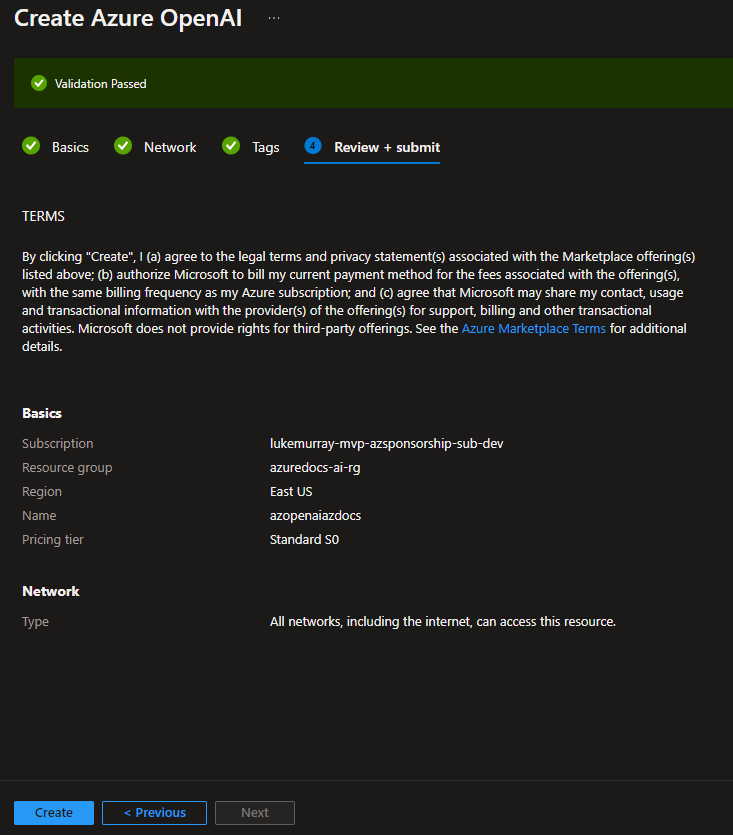 Create Azure OpenAI ...
Validation Passed
Basics Network Tags 4 Review + submit
TERMS
By clicking "Create", I (a) agree to the legal terms and privacy statement(s) associated with the Marketplace offering(s)
listed above; (b) authorize Microsoft to bill my current payment method for the fees associated with the offering(s),
with the same billing frequency as my Azure subscription; and (c) agree that Microsoft may share my contact, usage
and transactional information with the provider(s) of the offering(s) for support, billing and other transactional
activities. Microsoft does not provide rights for third-party offerings. See the Azure Marketplace Terms for additional
details.
Basics
Subscription lukemurray-mvp-azsponsorship-sub-dev
Resource group azuredocs-ai-rg
Region East US
Name azopenaiazdocs
Pricing tier Standard S0
Network
Type All networks, including the internet, can access this resource.
Create < Previous Next